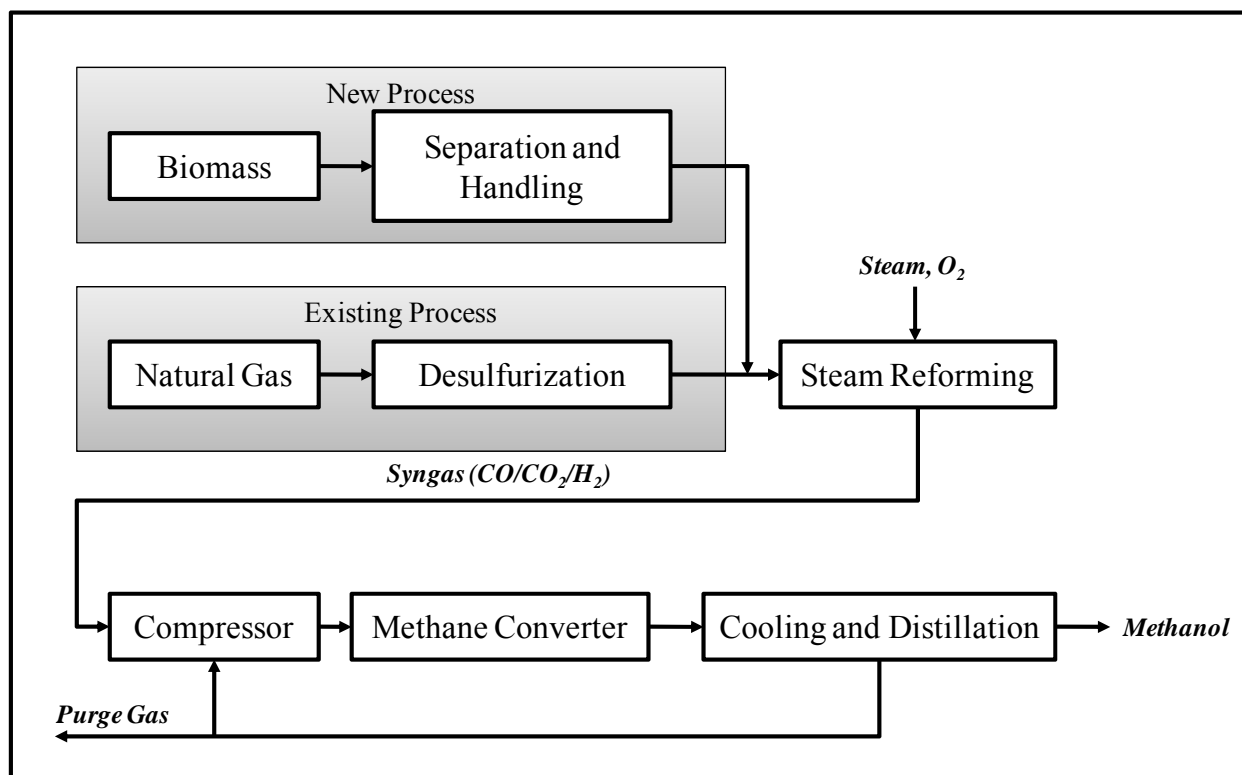 New Process
Biomass
Separation and
Handling
Steam, O₂
Existing Process
Natural Gas
Desulfurization
Steam Reforming
Syngas (CO/CO₂/H₂)
Compressor
Methane Converter
Cooling and Distillation
Methanol
Purge Gas